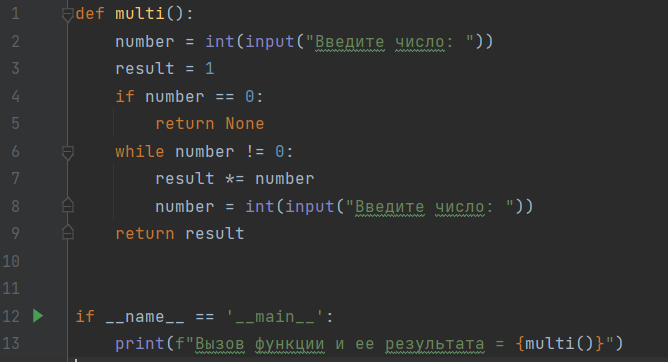 1 def multi():
2     number = int(input("Введите число: "))
3     result = 1
4     if number == 0:
5         return None
6     while number != 0:
7         result *= number
8         number = int(input("Введите число: "))
9     return result
10
11
12 if __name__ == '__main__':
13     print(f"Вызов функции и ее результата = {multi()}")